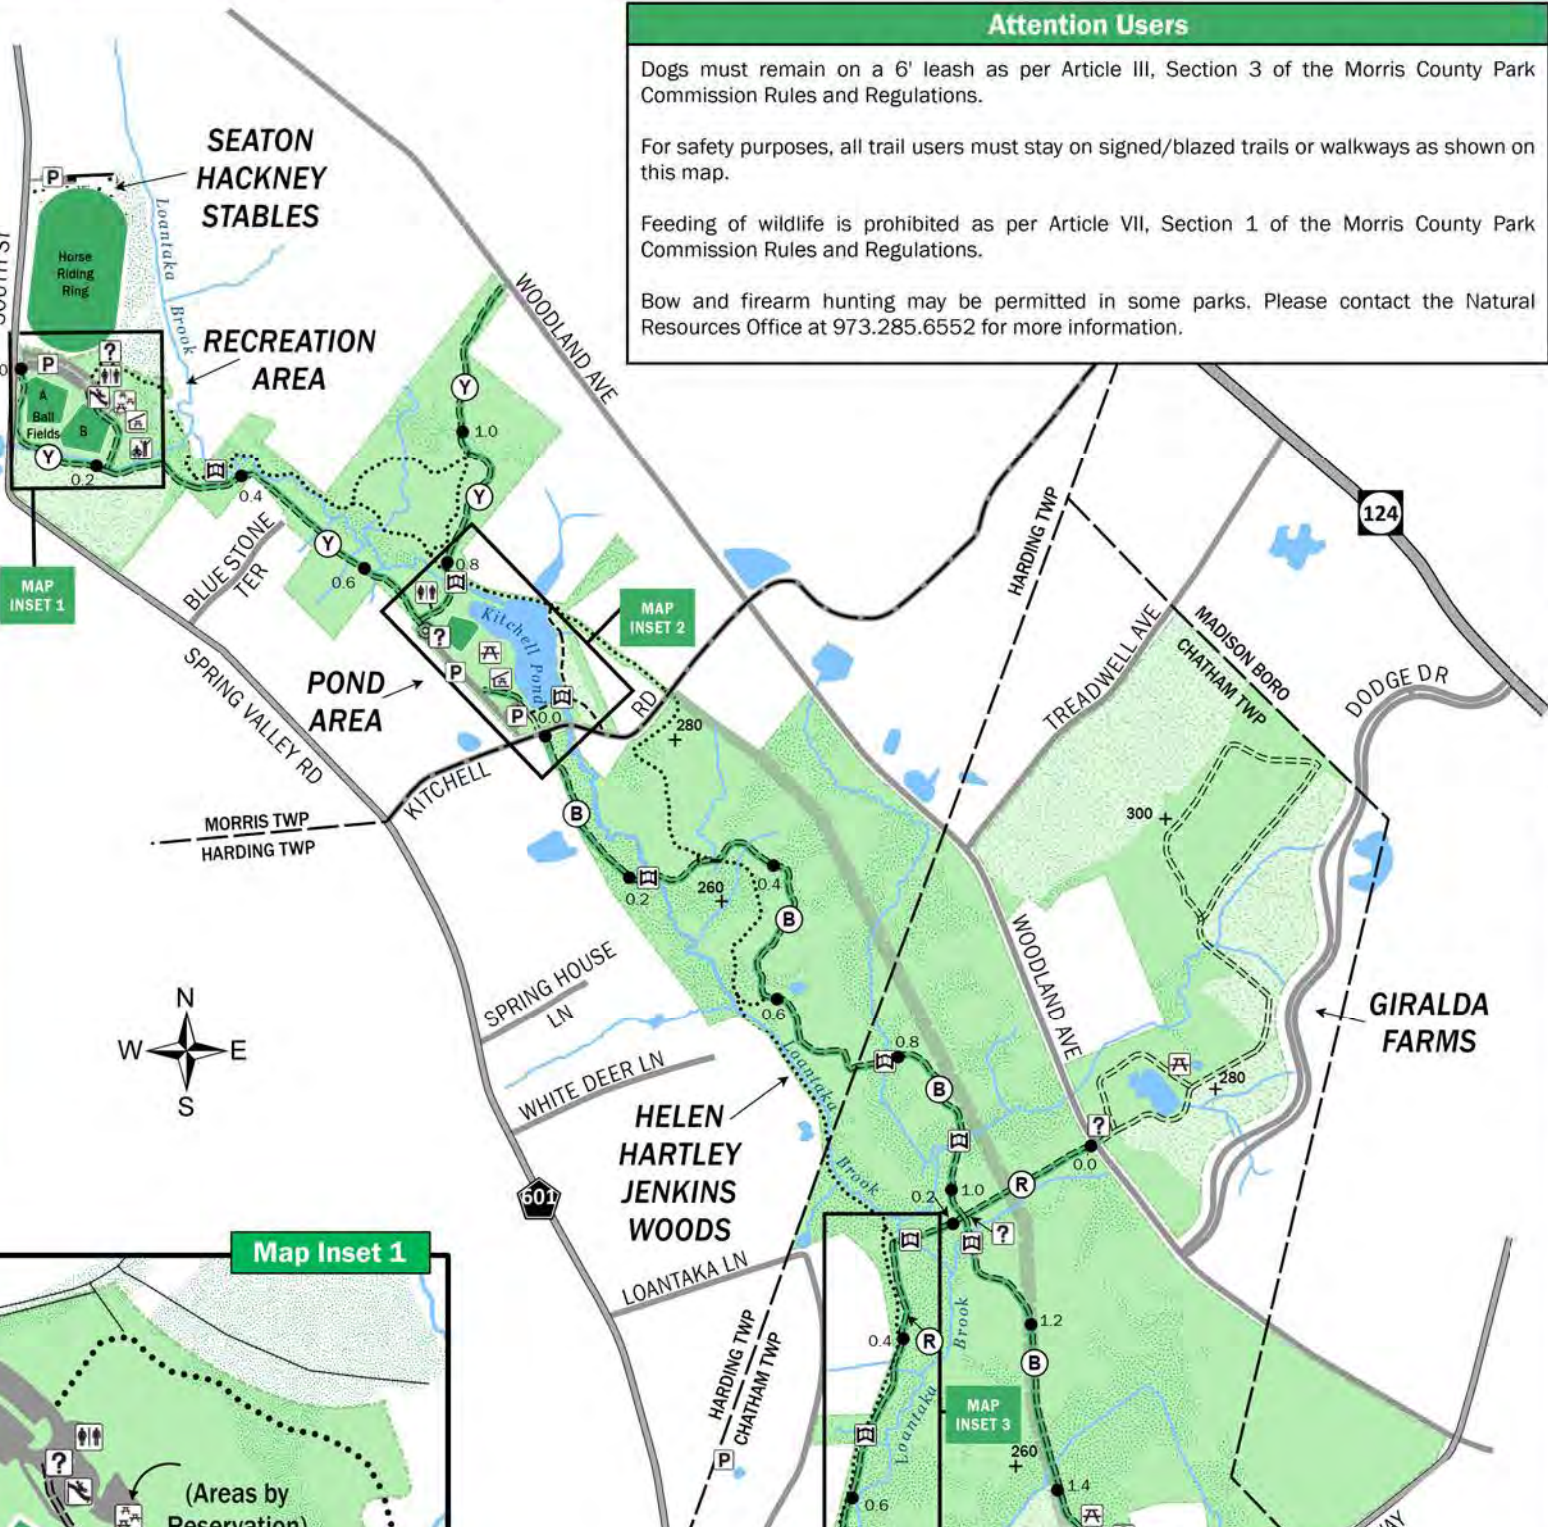 Attention Users
Dogs must remain on a 6' leash as per Article III, Section 3 of the Morris County Park
Commission Rules and Regulations.
For safety purposes, all trail users must stay on signed/blazed trails or walkways as shown on
this map.
Feeding of wildlife is prohibited as per Article VII, Section 1 of the Morris County Park
Commission Rules and Regulations.
Bow and firearm hunting may be permitted in some parks. Please contact the Natural
Resources Office at 973.285.6552 for more information.
SEATON
HACKNEY
STABLES
P
Horse
Riding
Ring
Loantaka
Brook
SOUTH ST
RECREATION
AREA
WOODLAND AVE
?
P
A
Ball
Fields
B
Y
0.2
0.4
Y
1.0
Y
Y
0.6
0.8
BLUE STONE
TER
MAP
INSET 1
MAP
INSET 2
Kitchell Pond
?
P
P
0.0
POND
AREA
SPRING VALLEY RD
KITCHELL
RD
280
HARDING TWP
124
MADISON BORO
CHATHAM TWP
TREADWELL AVE
DODGE DR
300
MORRIS TWP
HARDING TWP
B
0.2
260
0.4
B
0.6
0.8
B
WOODLAND AVE
GIRALDA
FARMS
280
?
0.0
R
N
W
E
S
SPRING HOUSE
LN
WHITE DEER LN
HELEN
HARTLEY
JENKINS
WOODS
Loantaka
Brook
601
LOANTAKA LN
0.2
1.0
?
HARDING TWP
CHATHAM TWP
P
0.4
R
Brook
Loantaka
1.2
B
MAP
INSET 3
260
1.4
0.6
Map Inset 1
?
(Areas by
Reservation)